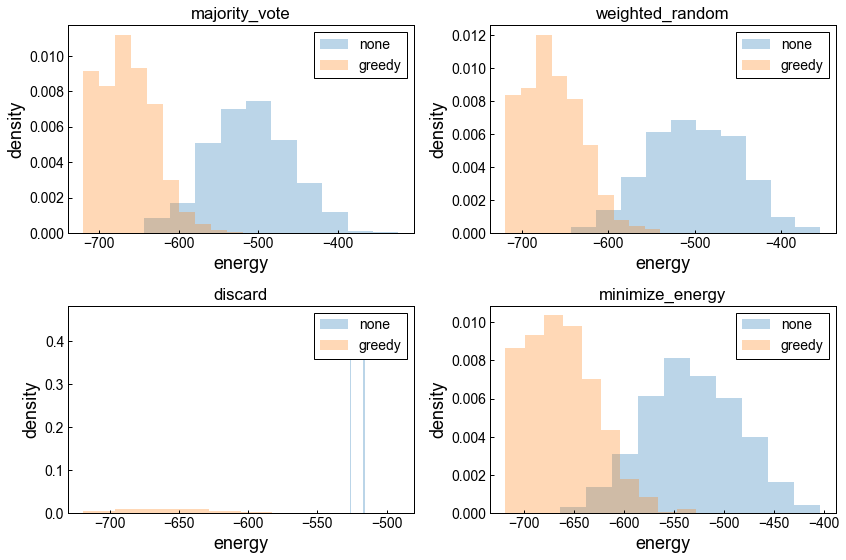 majority_vote
density
0.010
0.008
0.006
0.004
0.002
0.000
none
greedy
−700
−600
−500
−400
energy
weighted_random
density
0.012
0.010
0.008
0.006
0.004
0.002
0.000
none
greedy
−700
−600
−500
−400
energy
discard
density
0.4
0.3
0.2
0.1
0.0
none
greedy
−700
−650
−600
−550
−500
energy
minimize_energy
density
0.010
0.008
0.006
0.004
0.002
0.000
none
greedy
−700
−650
−600
−550
−500
−450
−400
energy